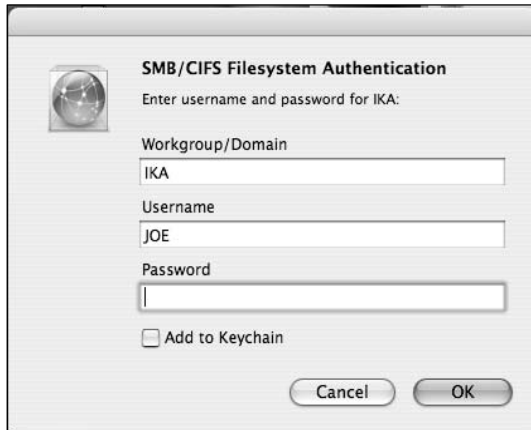 SMB/CIFS Filesystem Authentication
Enter username and password for IKA:
Workgroup/Domain
IKA
Username
JOE
Password
Add to Keychain
Cancel
OK